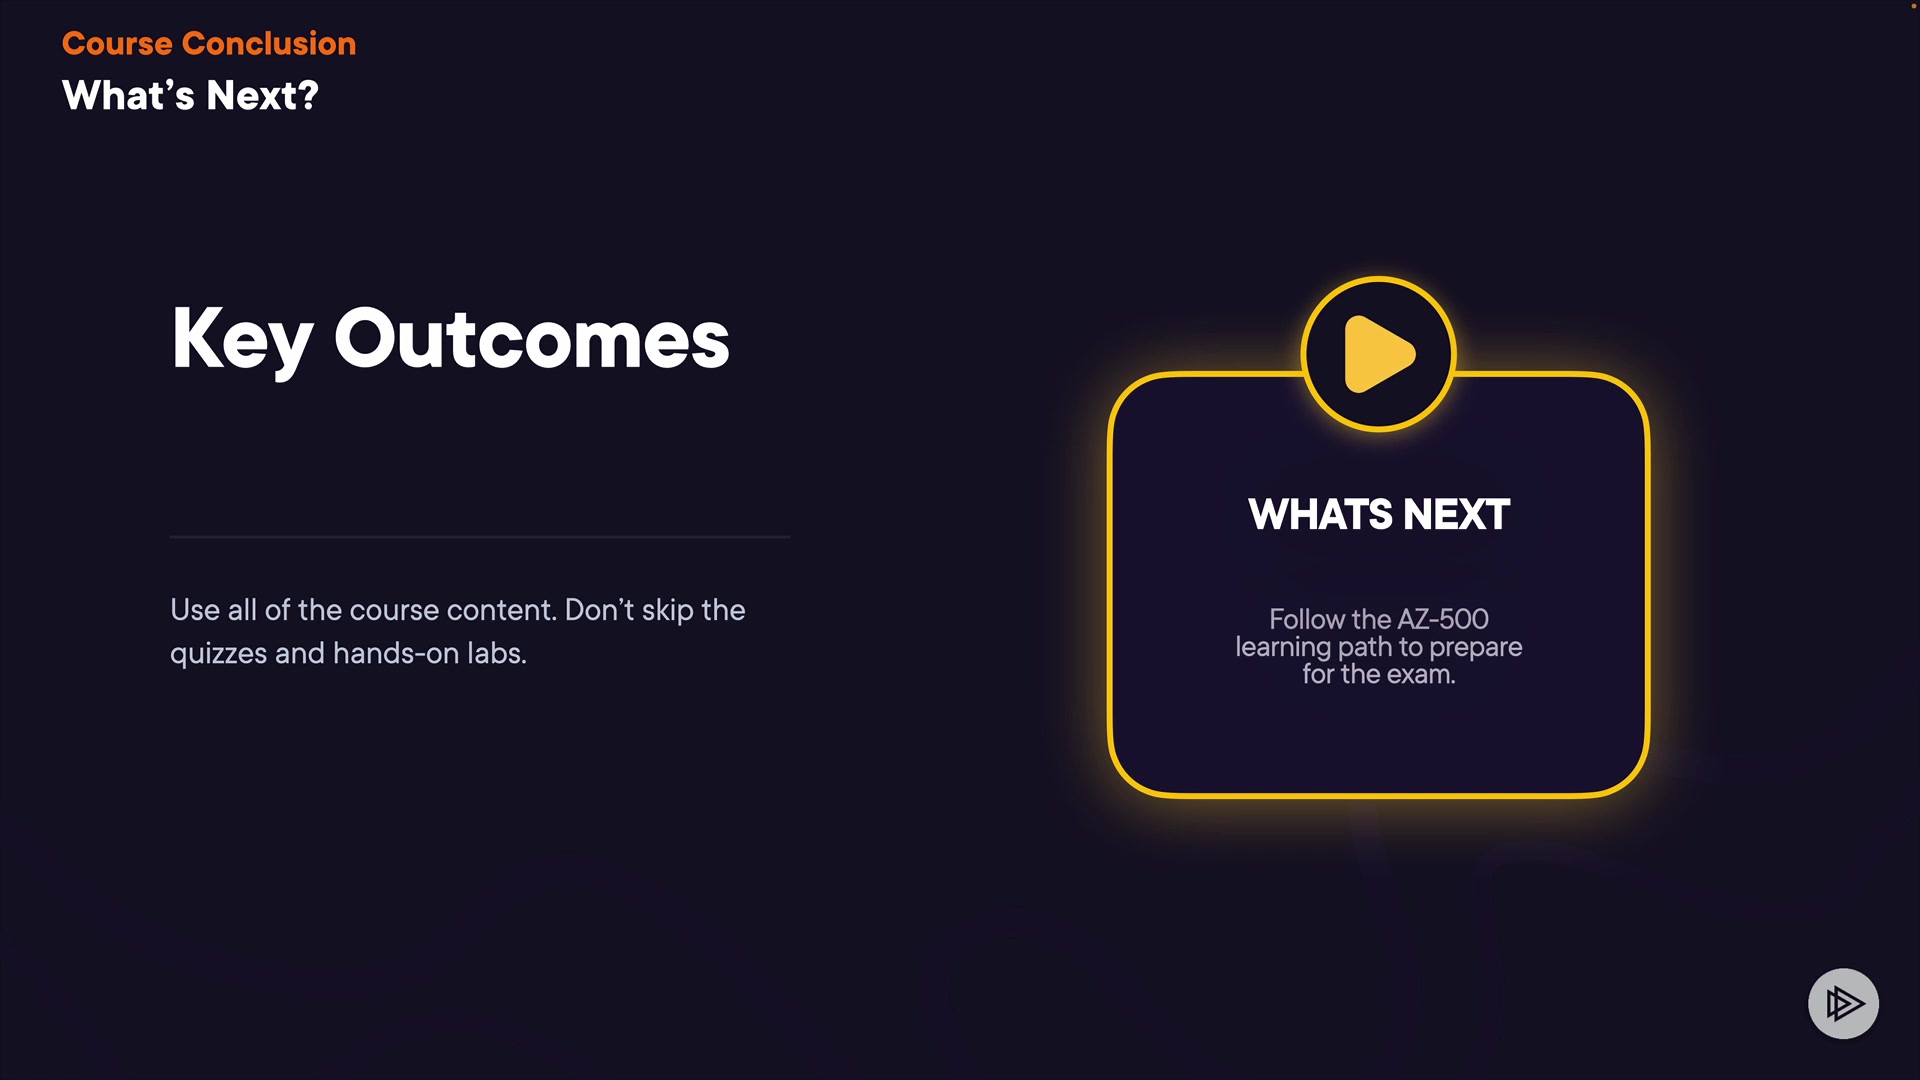 Course Conclusion
What’s Next?
Key Outcomes
Use all of the course content. Don’t skip the
quizzes and hands-on labs.
WHATS NEXT
Follow the AZ-500
learning path to prepare
for the exam.